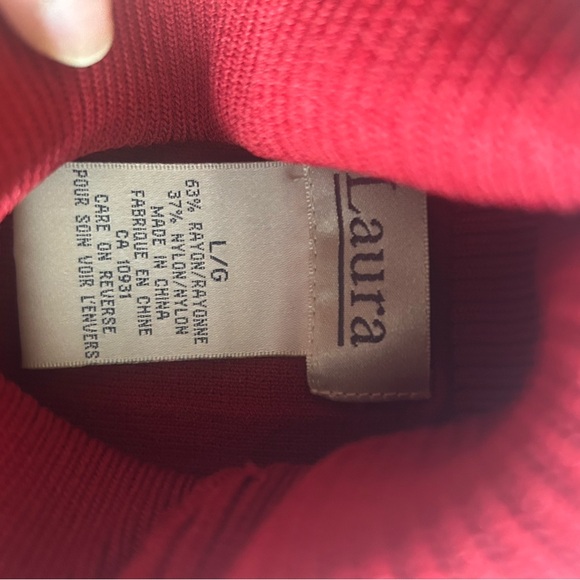 Laura
L/G
63% RAYON/RAYONNE
37% NYLON/NYLON
MADE IN CHINA
FABRIQUE EN CHINE
CA 10931
CARE ON REVERSE
POUR SOIN VOIR L'ENVERS